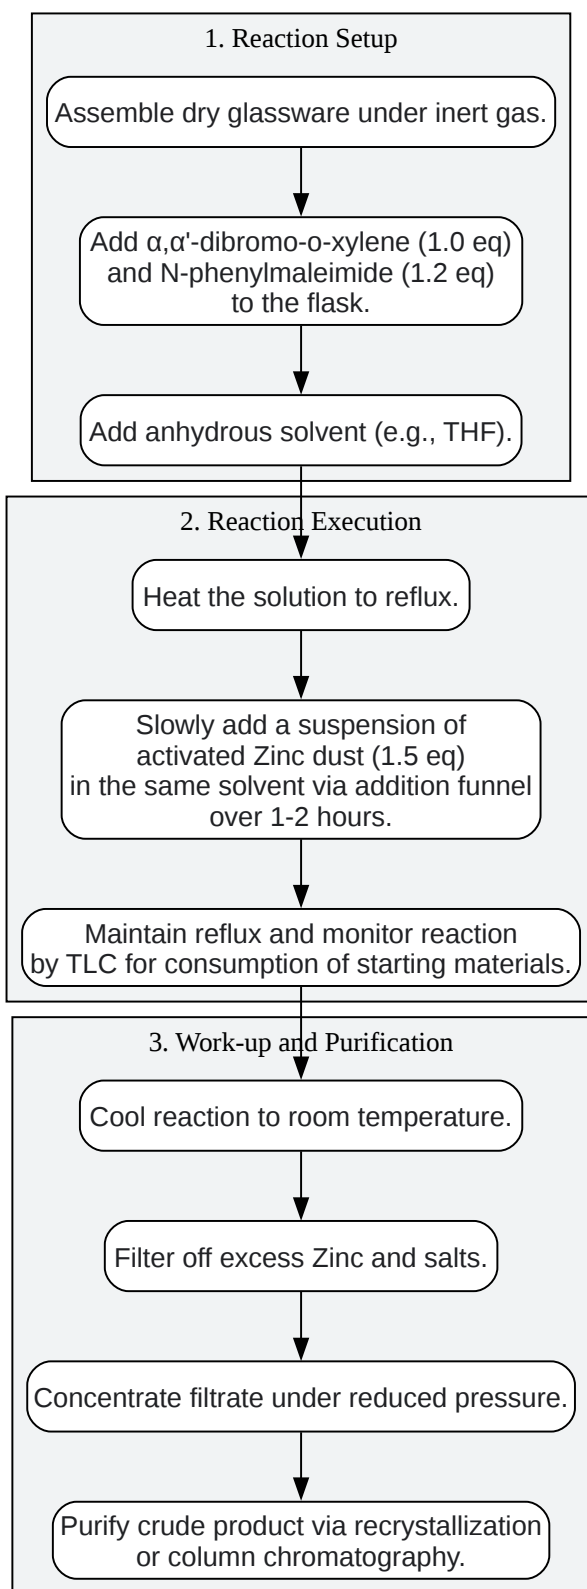 1. Reaction Setup
Assemble dry glassware under inert gas.
Add α,α'-dibromo-o-xylene (1.0 eq)
and N-phenylmaleimide (1.2 eq)
to the flask.
Add anhydrous solvent (e.g., THF).
2. Reaction Execution
Heat the solution to reflux.
Slowly add a suspension of
activated Zinc dust (1.5 eq)
in the same solvent via addition funnel
over 1-2 hours.
Maintain reflux and monitor reaction
by TLC for consumption of starting materials.
3. Work-up and Purification
Cool reaction to room temperature.
Filter off excess Zinc and salts.
Concentrate filtrate under reduced pressure.
Purify crude product via recrystallization
or column chromatography.